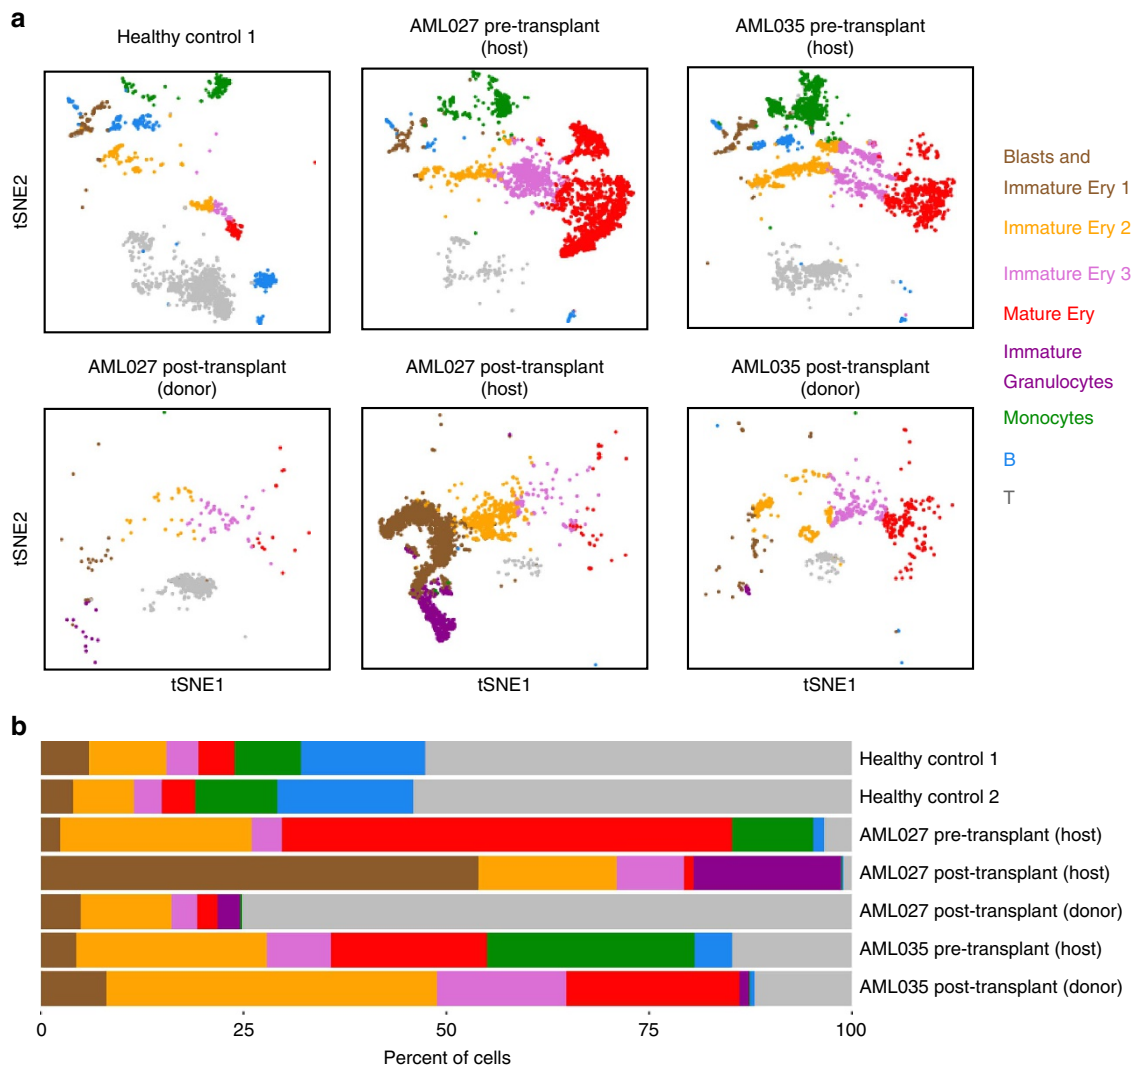 a
Healthy control 1
AML027 pre-transplant
(host)
AML035 pre-transplant
(host)
tSNE2
Blasts and
Immature Ery 1
Immature Ery 2
Immature Ery 3
Mature Ery
Immature
Granulocytes
Monocytes
B
T
AML027 post-transplant
(donor)
AML027 post-transplant
(host)
AML035 post-transplant
(donor)
tSNE2
tSNE1
tSNE1
tSNE1
b
Healthy control 1
Healthy control 2
AML027 pre-transplant (host)
AML027 post-transplant (host)
AML027 post-transplant (donor)
AML035 pre-transplant (host)
AML035 post-transplant (donor)
0 25 50 75 100
Percent of cells